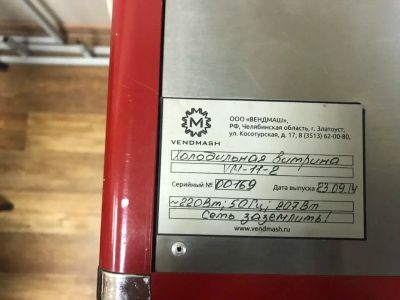 ООО «ВЕНДМАШ»,
РФ, Челябинская область, г. Златоуст,
ул. Косотурская, д. 17, 8 (3513) 62-00-80,
M
VENDMASH
Холодильная витрина
VM-11-2
Серийный № 00169 Дата выпуска 23.09.14
~220Вт; 50Гц; 807Вт
Сеть заземлить!
www.vendmash.ru